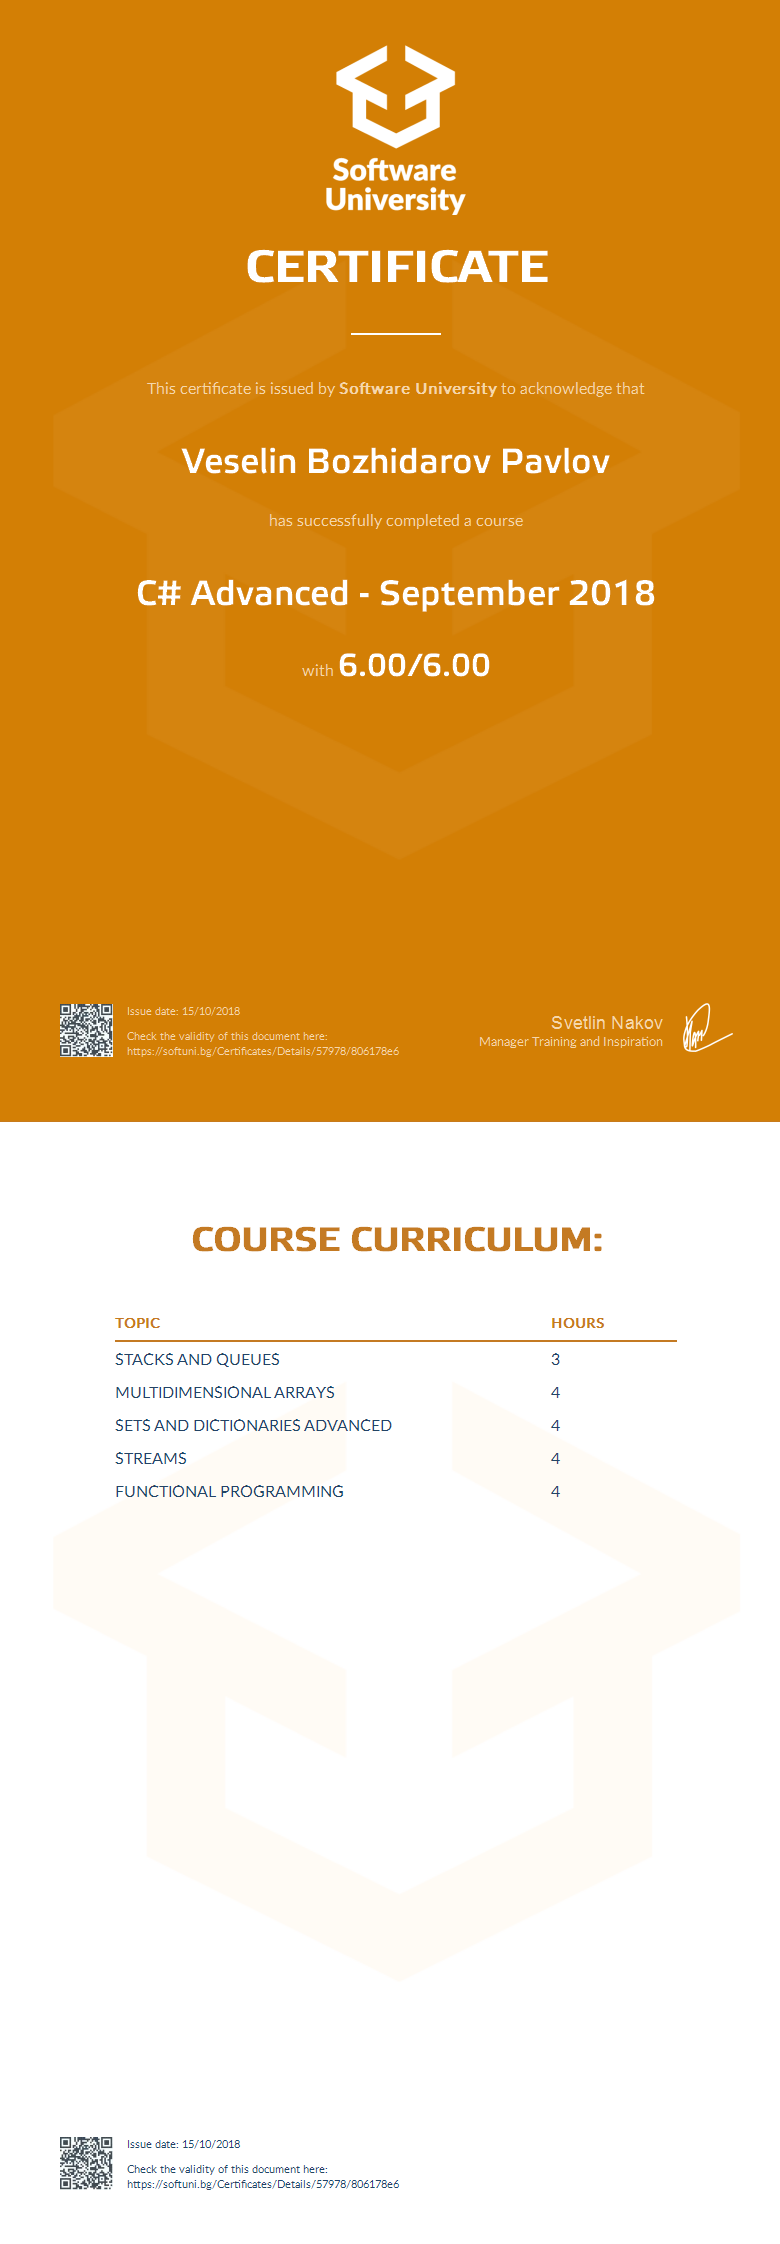 Software
University
CERTIFICATE
This certificate is issued by Software University to acknowledge that
Veselin Bozhidarov Pavlov
has successfully completed a course
C# Advanced - September 2018
with 6.00/6.00
Issue date: 15/10/2018
Check the validity of this document here:
https://softuni.bg/Certificates/Details/57978/806178e6
Svetlin Nakov
Manager Training and Inspiration
COURSE CURRICULUM:
TOPIC HOURS
STACKS AND QUEUES 3
MULTIDIMENSIONAL ARRAYS 4
SETS AND DICTIONARIES ADVANCED 4
STREAMS 4
FUNCTIONAL PROGRAMMING 4
Issue date: 15/10/2018
Check the validity of this document here:
https://softuni.bg/Certificates/Details/57978/806178e6